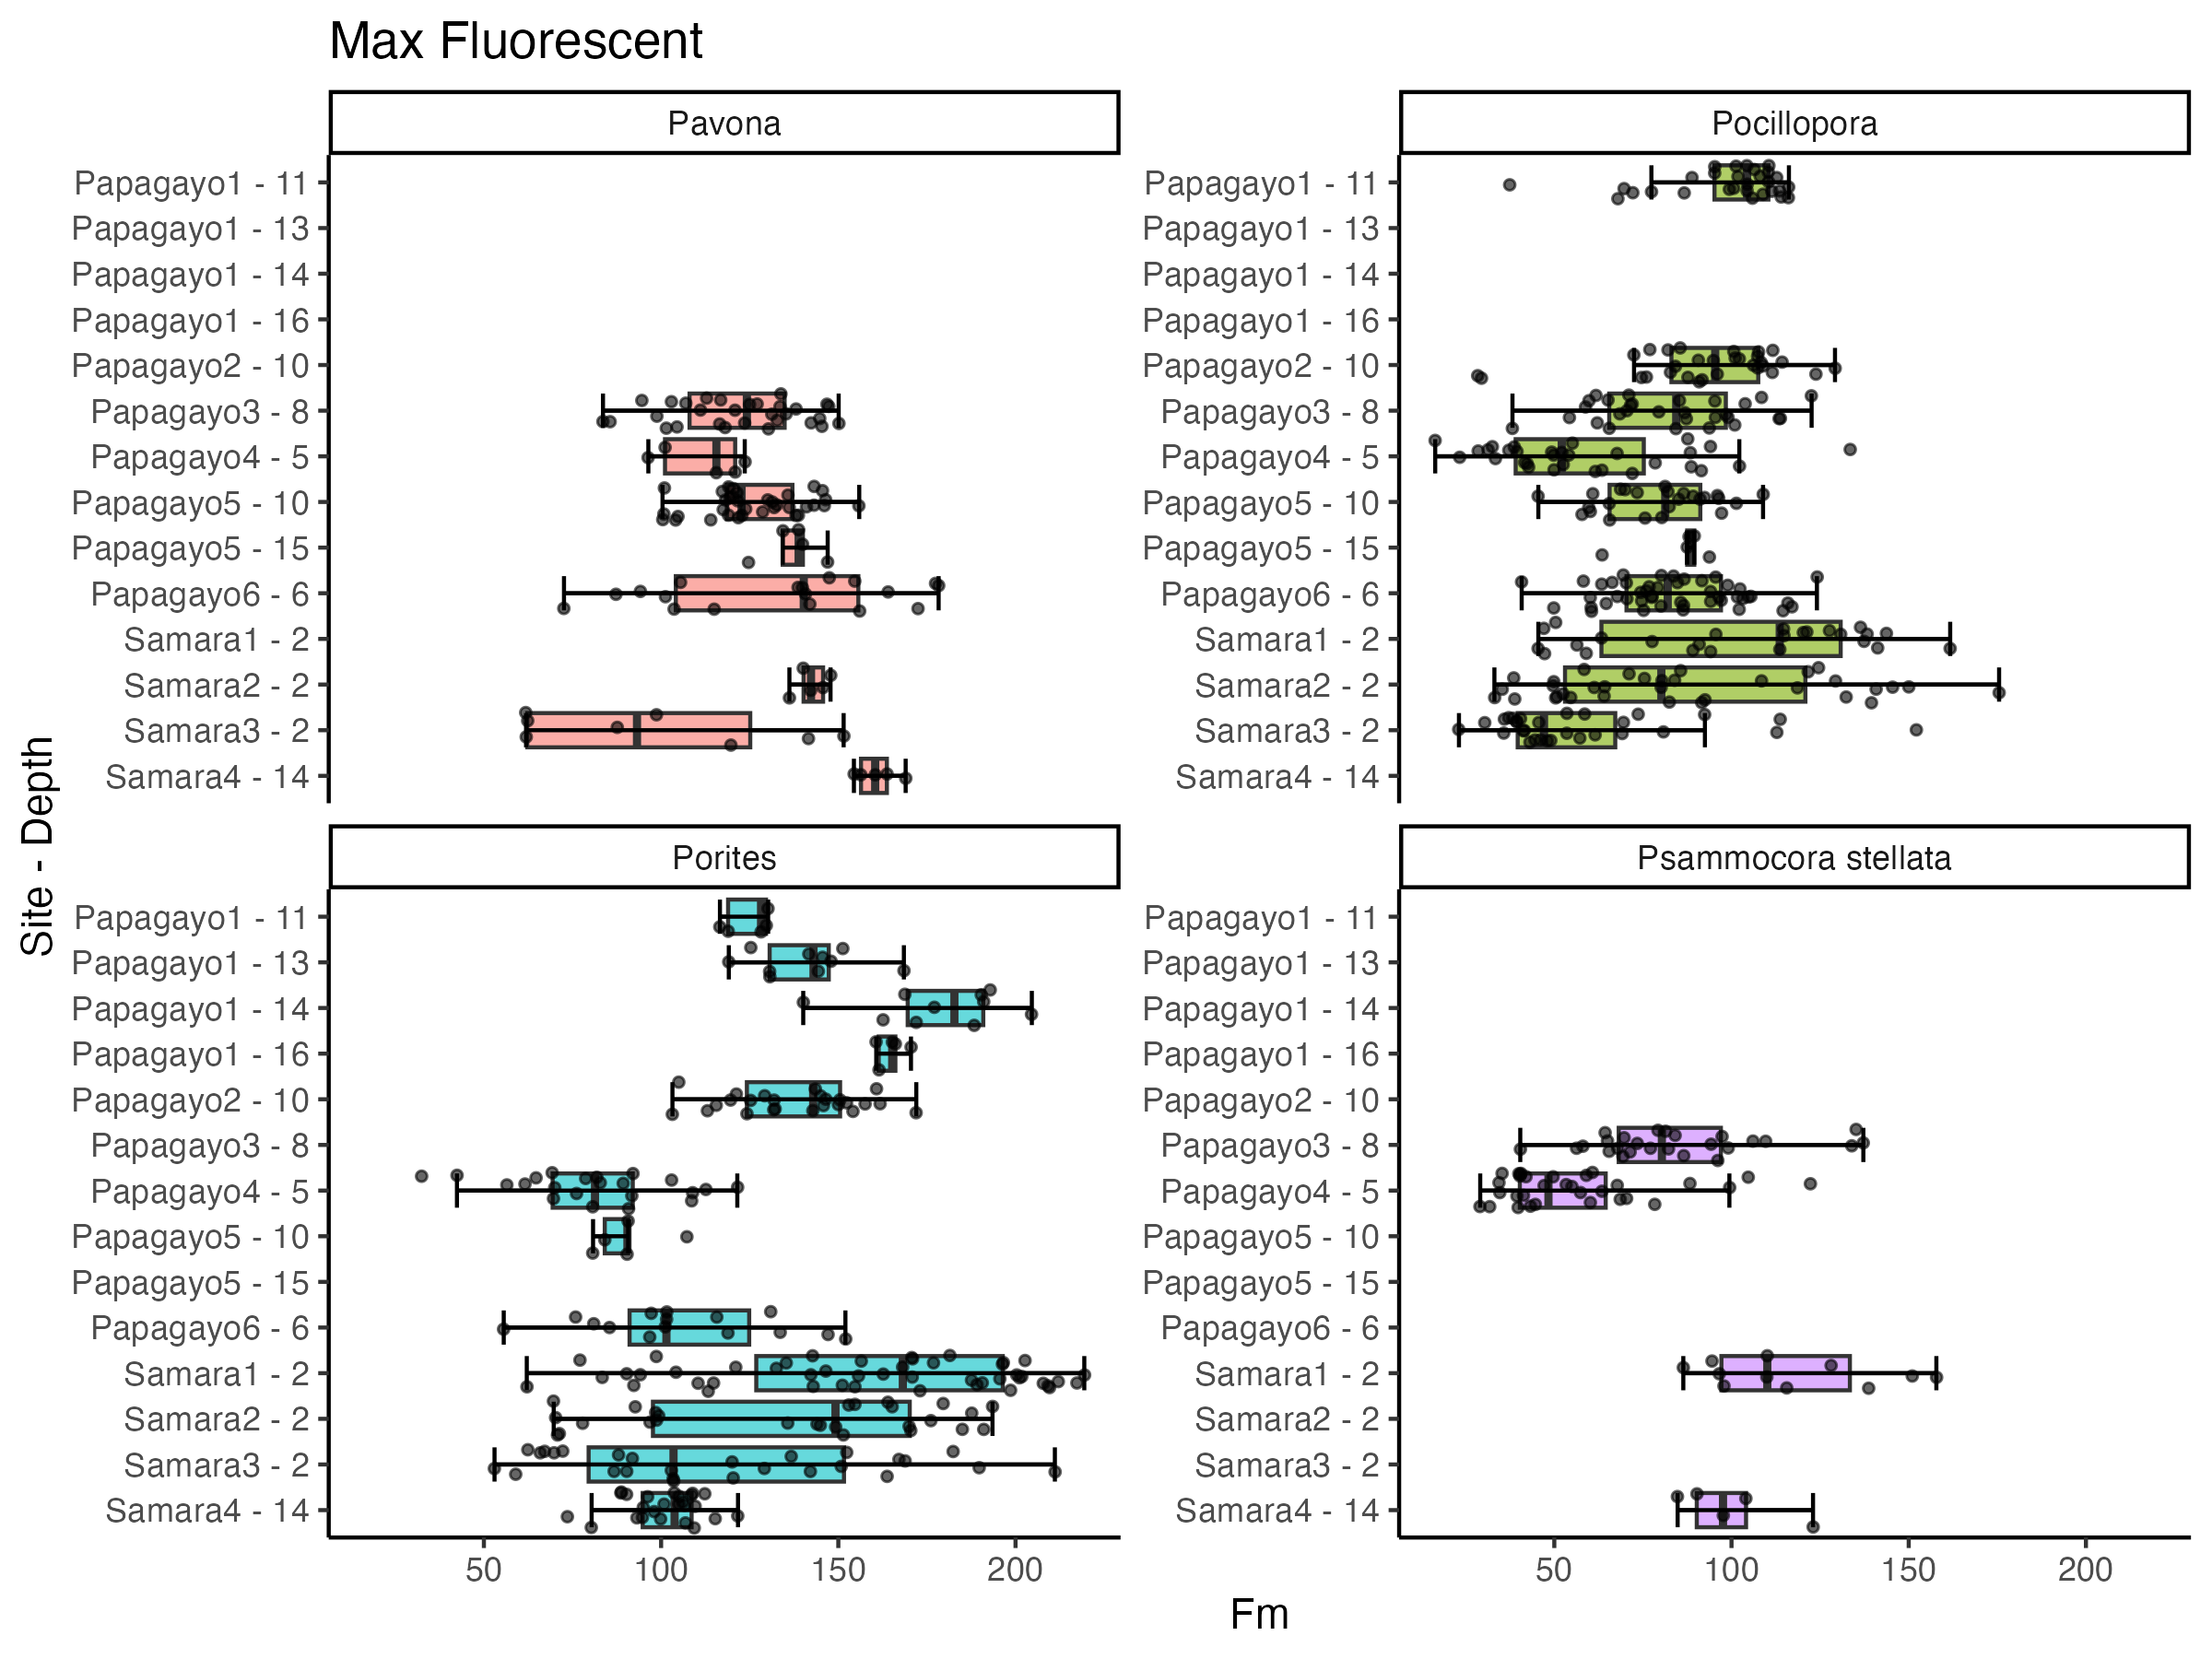 Max Fluorescent
Pavona
Papagayo1 - 11
Papagayo1 - 13
Papagayo1 - 14
Papagayo1 - 16
Papagayo2 - 10
Papagayo3 - 8
Papagayo4 - 5
Papagayo5 - 10
Papagayo5 - 15
Papagayo6 - 6
Samara1 - 2
Samara2 - 2
Samara3 - 2
Samara4 - 14
Pocillopora
Papagayo1 - 11
Papagayo1 - 13
Papagayo1 - 14
Papagayo1 - 16
Papagayo2 - 10
Papagayo3 - 8
Papagayo4 - 5
Papagayo5 - 10
Papagayo5 - 15
Papagayo6 - 6
Samara1 - 2
Samara2 - 2
Samara3 - 2
Samara4 - 14
Site - Depth
Porites
Papagayo1 - 11
Papagayo1 - 13
Papagayo1 - 14
Papagayo1 - 16
Papagayo2 - 10
Papagayo3 - 8
Papagayo4 - 5
Papagayo5 - 10
Papagayo5 - 15
Papagayo6 - 6
Samara1 - 2
Samara2 - 2
Samara3 - 2
Samara4 - 14
50 100 150 200
Psammocora stellata
Papagayo1 - 11
Papagayo1 - 13
Papagayo1 - 14
Papagayo1 - 16
Papagayo2 - 10
Papagayo3 - 8
Papagayo4 - 5
Papagayo5 - 10
Papagayo5 - 15
Papagayo6 - 6
Samara1 - 2
Samara2 - 2
Samara3 - 2
Samara4 - 14
50 100 150 200
Fm